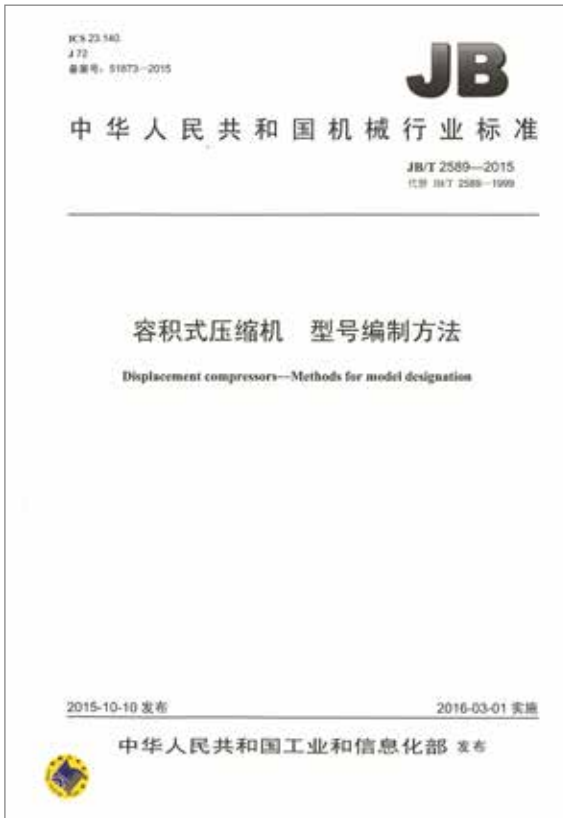 ICS 23.140
J 72
备案号：51873—2015
JB
中华人民共和国机械行业标准
JB/T 2589—2015
代替 JB/T 2589—1999
容积式压缩机 型号编制方法
Displacement compressors—Methods for model designation
2015-10-10 发布
2016-03-01 实施
中华人民共和国工业和信息化部 发布